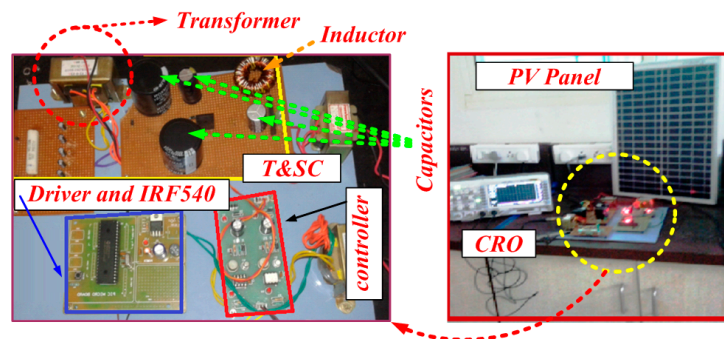 Transformer
Inductor
PV Panel
Capacitors
T&SC
Driver and IRF540
controller
CRO